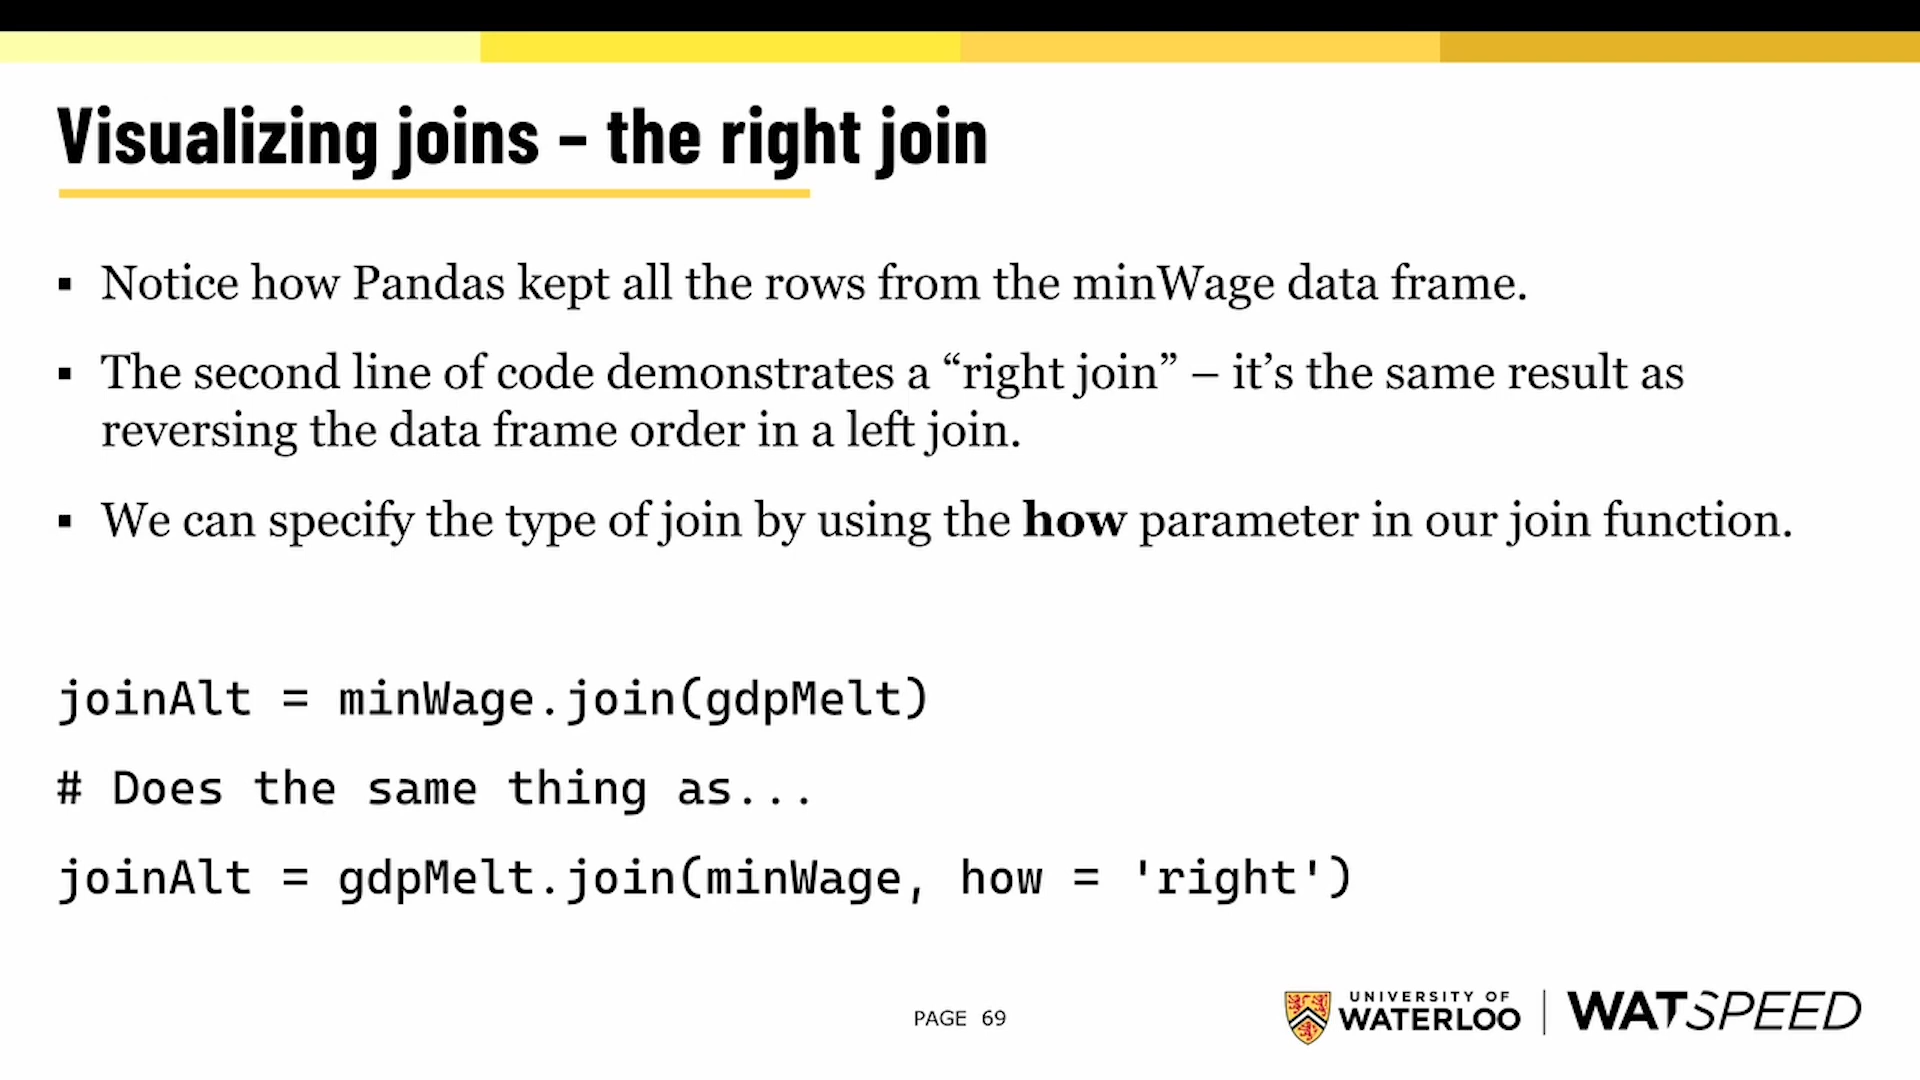 Visualizing joins – the right join
▪ Notice how Pandas kept all the rows from the minWage data frame.
▪ The second line of code demonstrates a “right join” – it’s the same result as
reversing the data frame order in a left join.
▪ We can specify the type of join by using the how parameter in our join function.
joinAlt = minWage.join(gdpMelt)
# Does the same thing as...
joinAlt = gdpMelt.join(minWage, how = 'right')
PAGE 69
UNIVERSITY OF
WATERLOO
WATSPEED